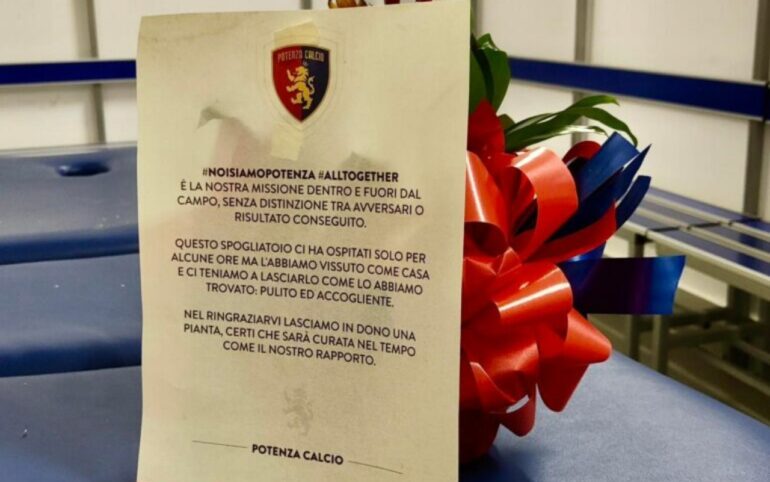 POTENZA CALCIO
#NOISIAMOPOTENZA #ALLTOGETHER
È LA NOSTRA MISSIONE DENTRO E FUORI DAL
CAMPO, SENZA DISTINZIONE TRA AVVERSARI O
RISULTATO CONSEGUITO.
QUESTO SPOGLIATOIO CI HA OSPITATI SOLO PER
ALCUNE ORE MA L'ABBIAMO VISSUTO COME CASA
E CI TENIAMO A LASCIARLO COME LO ABBIAMO
TROVATO: PULITO ED ACCOGLIENTE.
NEL RINGRAZIARVI LASCIAMO IN DONO UNA
PIANTA, CERTI CHE SARÀ CURATA NEL TEMPO
COME IL NOSTRO RAPPORTO.
POTENZA CALCIO